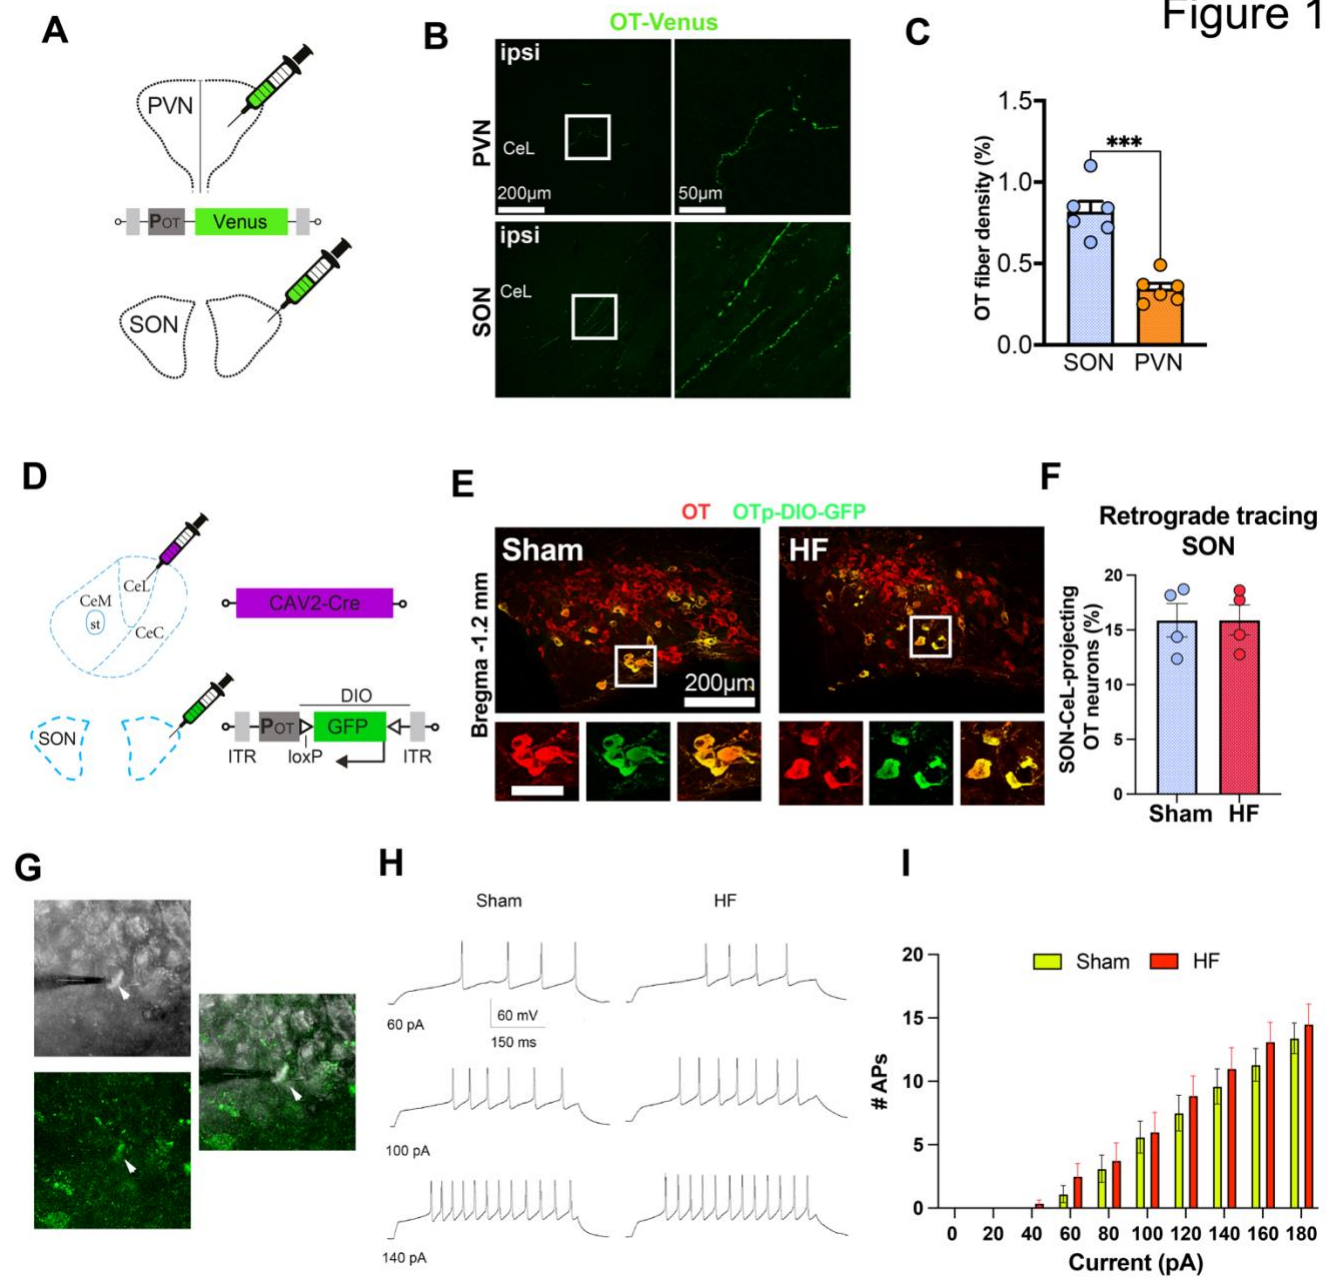 Figure 1
A
PVN
POT
Venus
SON
B
OT-Venus
PVN
ipsi
CeL
200µm
50µm
SON
ipsi
CeL
C
OT fiber density (%)
1.5
1.0
0.5
0.0
***
SON PVN
D
CeL
CeM
st
CeC
CAV2-Cre
SON
DIO
POT
GFP
ITR
loxP
ITR
E
OT OTp-DIO-GFP
Bregma -1.2 mm
Sham
HF
200µm
F
Retrograde tracing
SON
SON-CeL-projecting
OT neurons (%)
20
15
10
5
0
Sham HF
G
H
Sham
HF
60 pA
60 mV
150 ms
100 pA
140 pA
I
Sham HF
# APs
20
15
10
5
0
0 20 40 60 80 100 120 140 160 180
Current (pA)